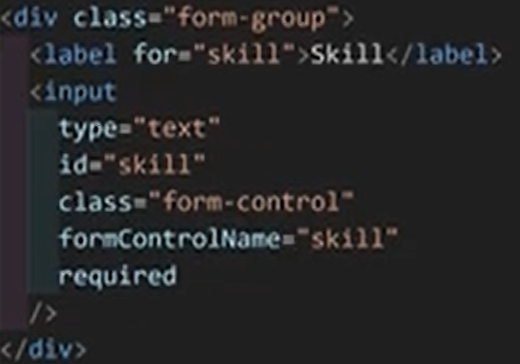 <div class="form-group">
<label for="skill">Skill</label>
<input
type="text"
id="skill"
class="form-control"
formControlName="skill"
required
/>
</div>